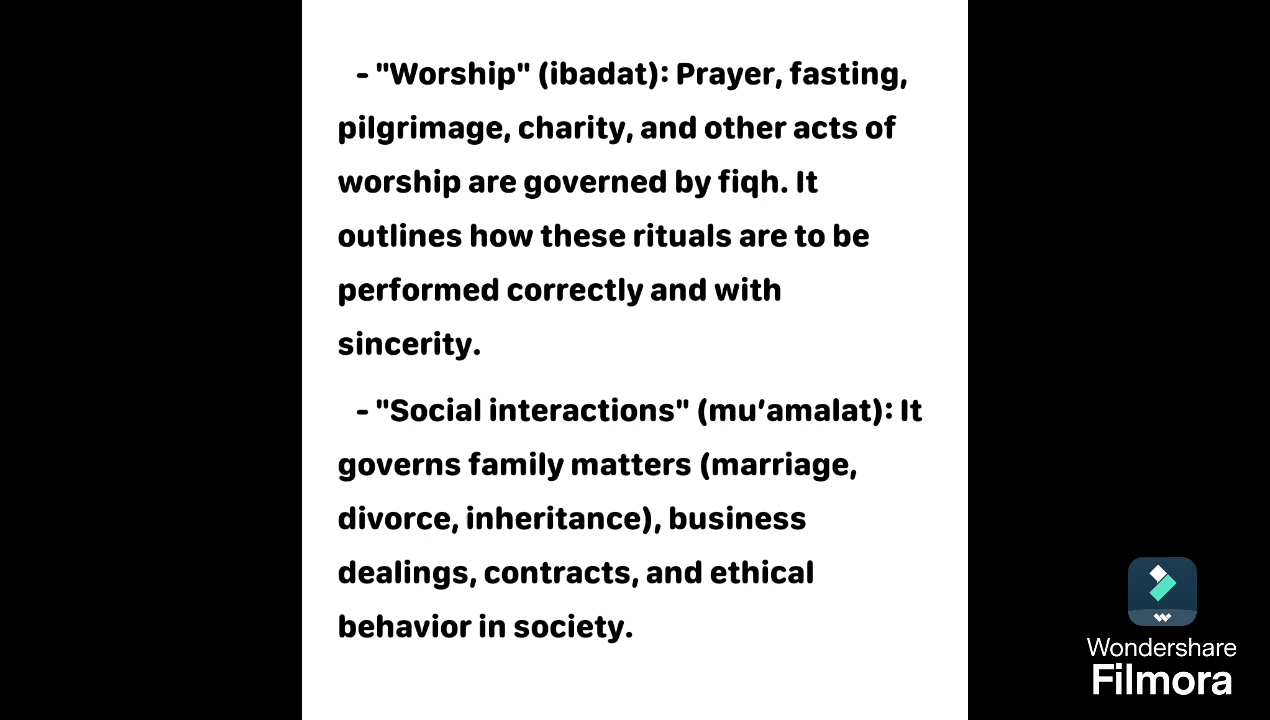 - "Worship" (ibadat): Prayer, fasting,
pilgrimage, charity, and other acts of
worship are governed by fiqh. It
outlines how these rituals are to be
performed correctly and with
sincerity.
- "Social interactions" (mu’amalat): It
governs family matters (marriage,
divorce, inheritance), business
dealings, contracts, and ethical
behavior in society.
Wondershare
Filmora